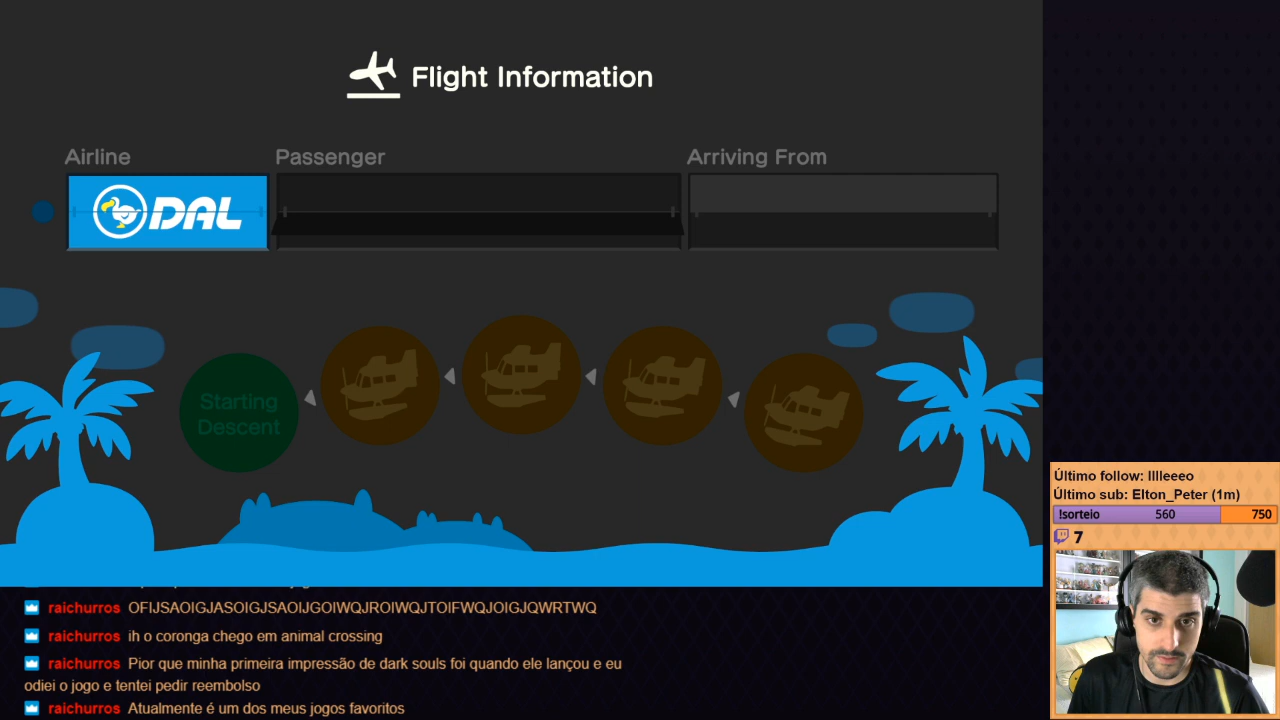 Flight Information
Airline
Passenger
Arriving From
DAL
Starting
Descent
Último follow: lllleeeo
Último sub: Elton_Peter (1m)
!sorteio 560 750
7
raichurros OFIJSAOIGJASOIGJSAOIJGOIWQJROIWQJTOIFWQJOIGJQWRTWQ
raichurros ih o coronga chego em animal crossing
raichurros Pior que minha primeira impressão de dark souls foi quando ele lançou e eu
odiei o jogo e tentei pedir reembolso
raichurros Atualmente é um dos meus jogos favoritos